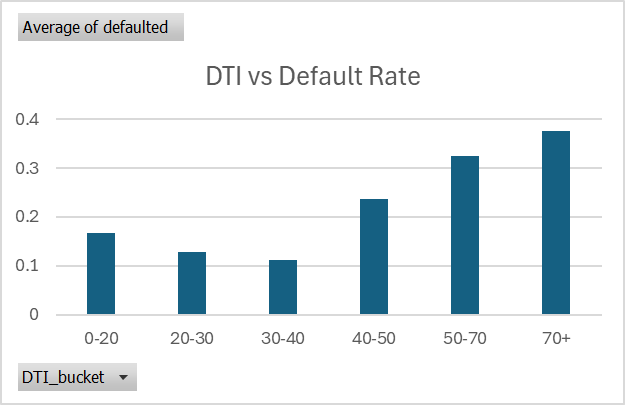 Average of defaulted
DTI vs Default Rate
0.4
0.3
0.2
0.1
0
0-20 20-30 30-40 40-50 50-70 70+
DTI_bucket